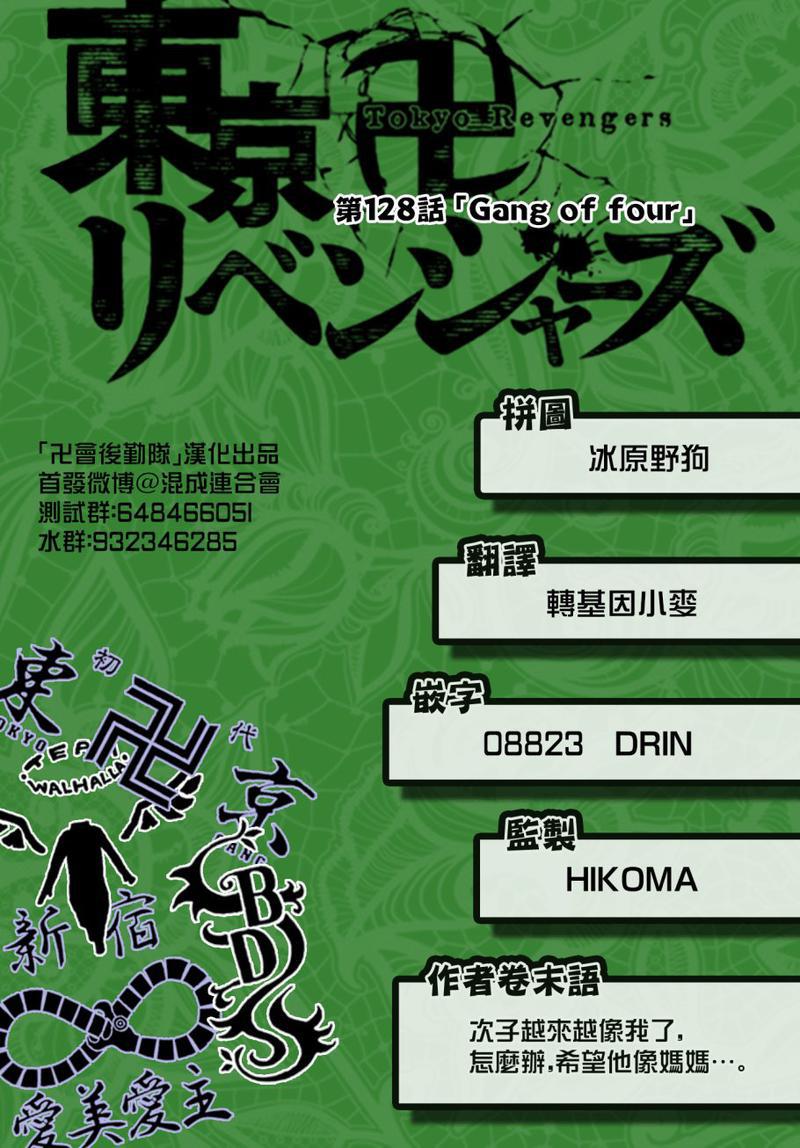 東京卍
Tokyo Revengers
第128話「Gang of four」
リベンジャーズ
拼圖
冰原野狗
「卍會後勤隊」漢化出品
首發微博@混成連合會
測試群:648466051
水群:932346285
翻譯
轉基因小麥
嵌字
08823 DRIN
監製
HIKOMA
作者卷末語
次子越來越像我了,
怎麼辦,希望他像媽媽…。
初代
東卍京
TOKYO
GANG
WALHALLA
BD
新宿
愛美愛主